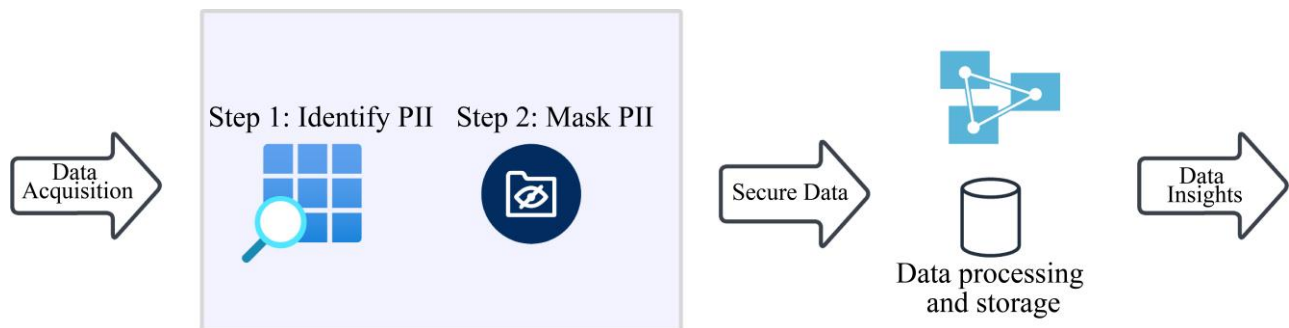 Data
Acquisition
Step 1: Identify PII
Step 2: Mask PII
Secure Data
Data processing
and storage
Data
Insights